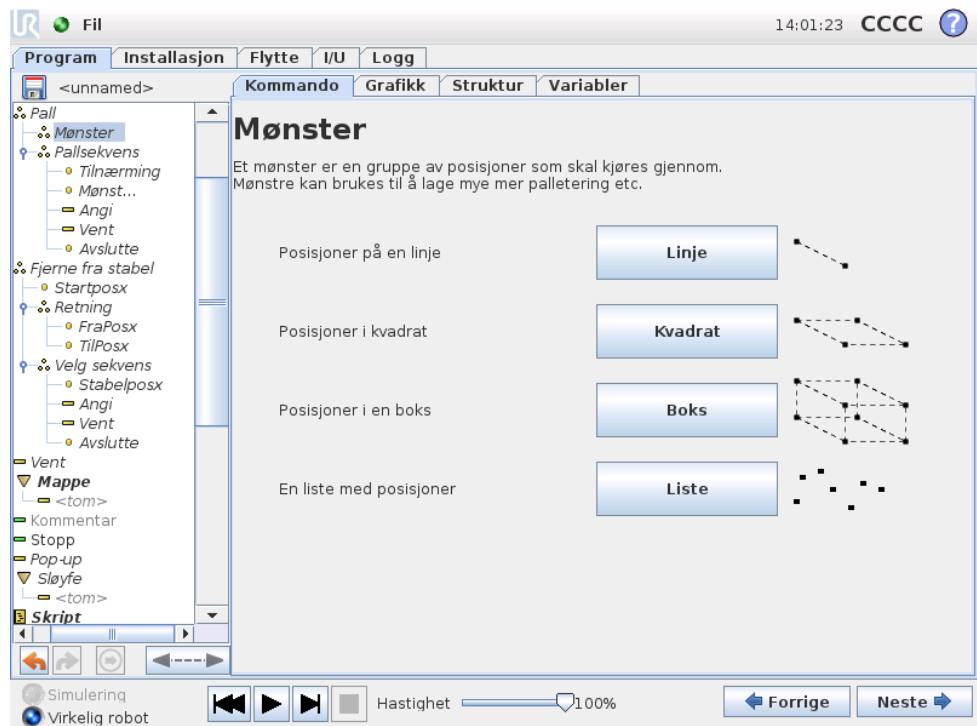 UR Fil 14:01:23 CCCC ?
Program Installasjon Flytte I/U Logg
<unnamed>
Kommando Grafikk Struktur Variabler
Pall
Mønster
Pallsekvens
Tilnærming
Mønst...
Angi
Vent
Avslutte
Fjerne fra stabel
Startposx
Retning
FraPosx
TilPosx
Velg sekvens
Stabelposx
Angi
Vent
Avslutte
Vent
Mappe
<tom>
Kommentar
Stopp
Pop-up
Sløyfe
<tom>
Skript
Mønster
Et mønster er en gruppe av posisjoner som skal kjøres gjennom.
Mønstre kan brukes til å lage mye mer palletering etc.
Posisjoner på en linje Linje
Posisjoner i kvadrat Kvadrat
Posisjoner i en boks Boks
En liste med posisjoner Liste
Simulering
Virkelig robot
Hastighet 100%
Forrige Neste